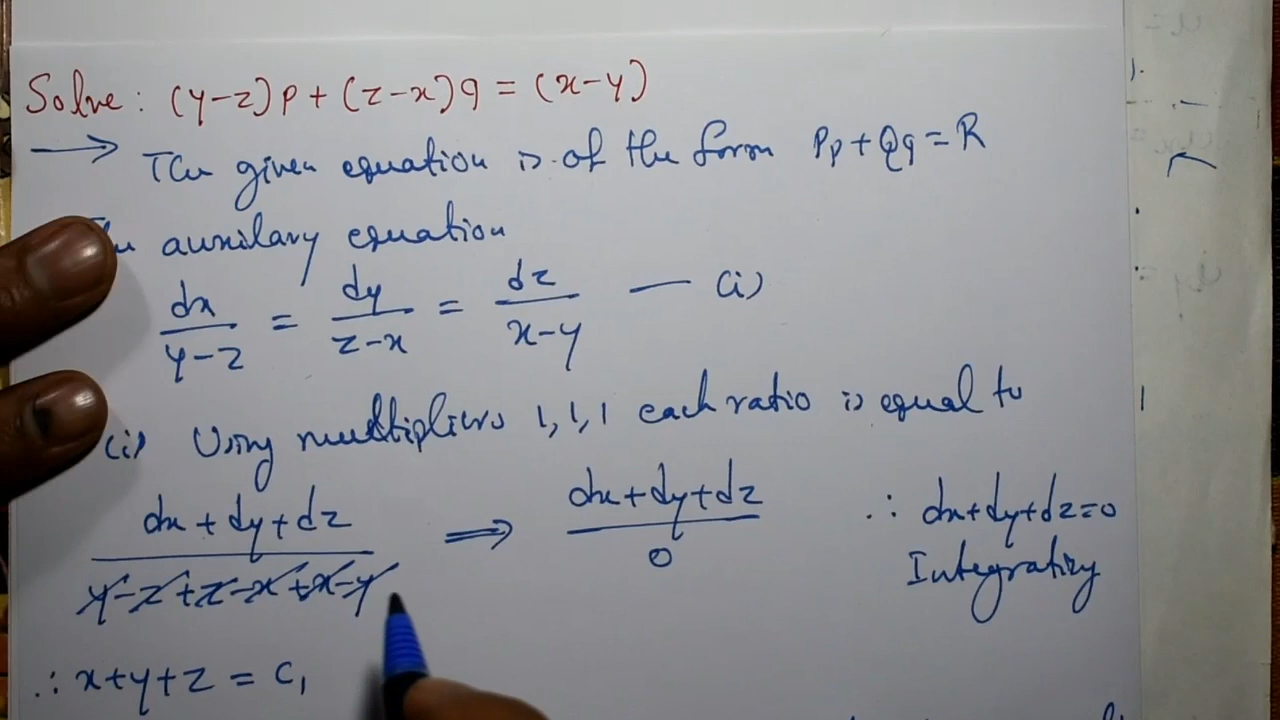 Solve: (y-z)p + (z-x)q = (x-y)
→ The given equation is of the form Pp + Qq = R
auxilary equation
dx/(y-z) = dy/(z-x) = dz/(x-y) — (i)
(i) Using multipliers 1, 1, 1 each ratio is equal to
(dx+dy+dz)/(y-z+z-x+x-y) ⟹ (dx+dy+dz)/0 ∴ dx+dy+dz=0
Integrating
∴ x+y+z = c₁